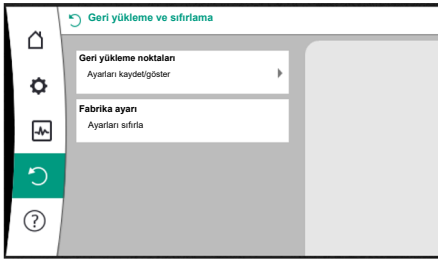 Geri yükleme ve sıfırlama
Geri yükleme noktaları
Ayarları kaydet/göster
Fabrika ayarı
Ayarları sıfırla
?